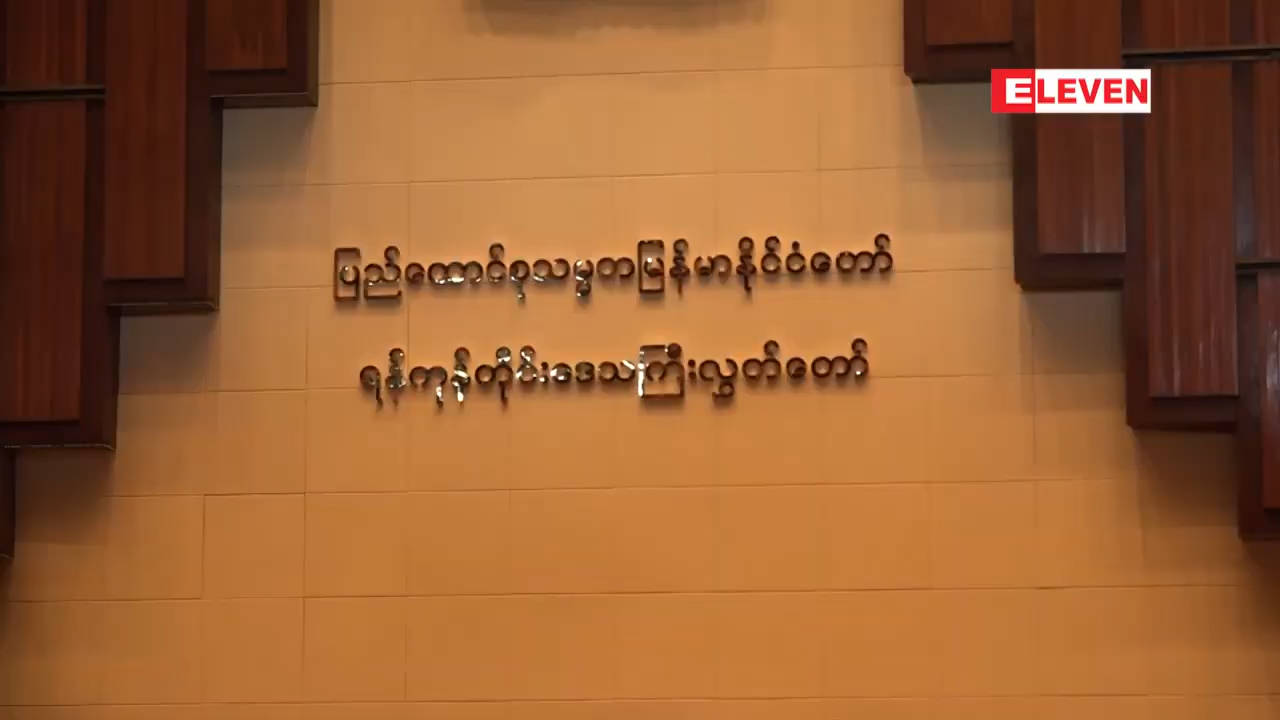 ELEVEN
ပြည်ထောင်စုသမ္မတမြန်မာနိုင်ငံတော်
ရန်ကုန်တိုင်းဒေသကြီးလွှတ်တော်